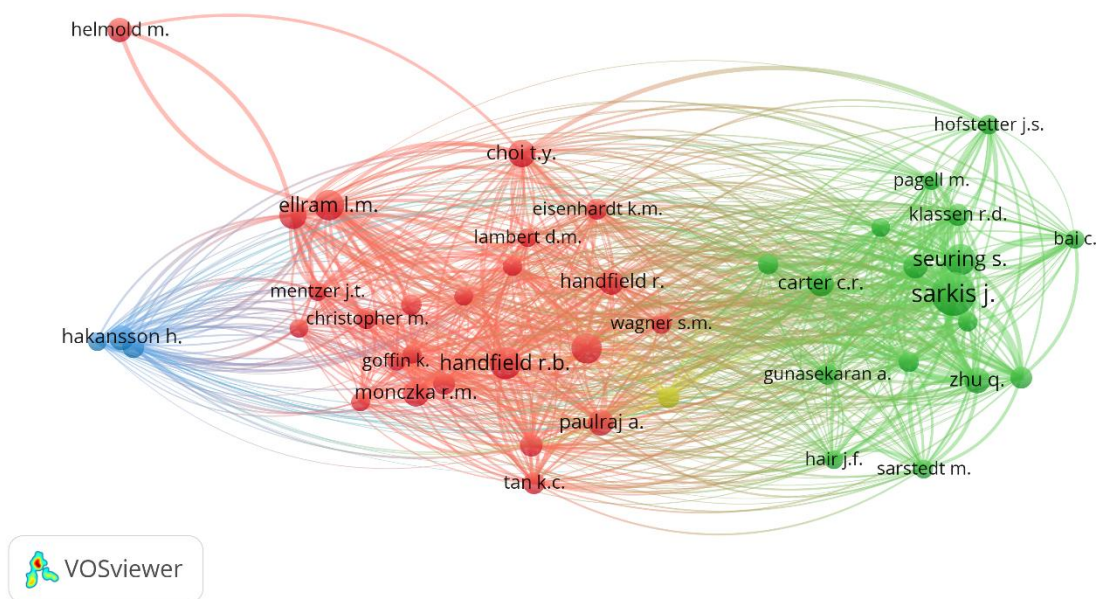 helmold m.
choi t.y.
hofstetter j.s.
pagell m.
ellram l.m.
eisenhardt k.m.
klassen r.d.
lambert d.m.
bai c.
seuring s.
handfield r.
carter c.r.
mentzer j.t.
sarkis j.
christopher m.
wagner s.m.
hakansson h.
goffin k.
handfield r.b.
gunasekaran a.
zhu q.
monczka r.m.
paulraj a.
hair j.f.
sarstedt m.
tan k.c.
VOSviewer